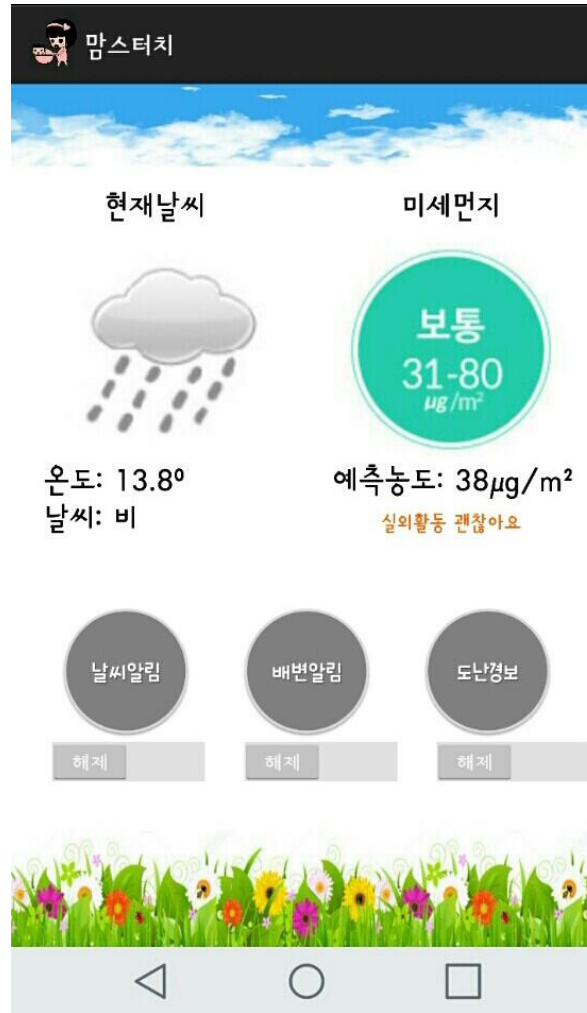 맘스터치
현재날씨
미세먼지
보통
31-80
μg/m²
온도: 13.8º
날씨: 비
예측농도: 38μg/m²
실외활동 괜찮아요
날씨알림
배변알림
도난경보
해제
해제
해제